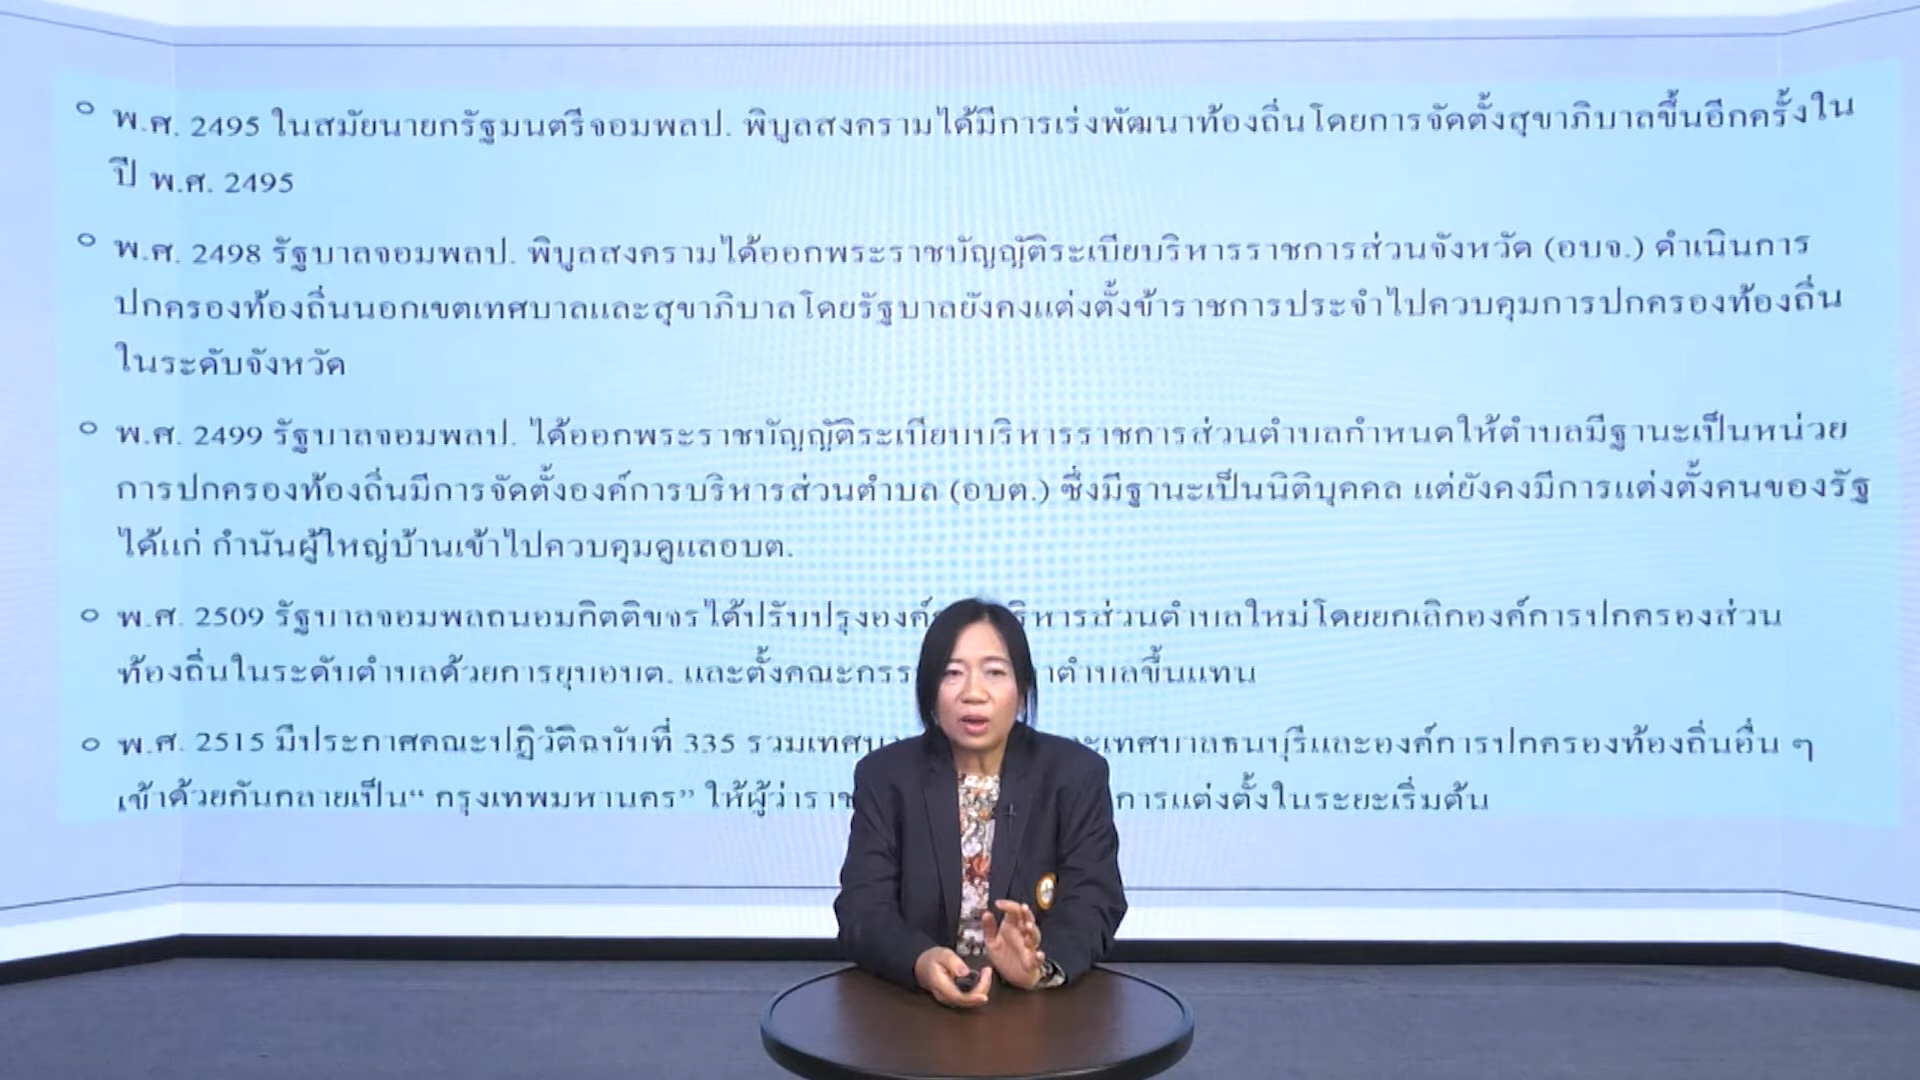 พ.ศ. 2495 ในสมัยนายกรัฐมนตรีจอมพลป. พิบูลสงครามได้มีการเร่งพัฒนาท้องถิ่นโดยการจัดตั้งสุขาภิบาลขึ้นอีกครั้งใน
ปี พ.ศ. 2495
พ.ศ. 2498 รัฐบาลจอมพลป. พิบูลสงครามได้ออกพระราชบัญญัติระเบียบบริหารราชการส่วนจังหวัด (อบจ.) ดำเนินการ
ปกครองท้องถิ่นนอกเขตเทศบาลและสุขาภิบาลโดยรัฐบาลยังคงแต่งตั้งข้าราชการประจำไปควบคุมการปกครองท้องถิ่น
ในระดับจังหวัด
พ.ศ. 2499 รัฐบาลจอมพลป. ได้ออกพระราชบัญญัติระเบียบบริหารราชการส่วนตำบลกำหนดให้ตำบลมีฐานะเป็นหน่วย
การปกครองท้องถิ่นมีการจัดตั้งองค์การบริหารส่วนตำบล (อบต.) ซึ่งมีฐานะเป็นนิติบุคคล แต่ยังคงมีการแต่งตั้งคนของรัฐ
ได้แก่ กำนันผู้ใหญ่บ้านเข้าไปควบคุมดูแลอบต.
พ.ศ. 2509 รัฐบาลจอมพลถนอมกิตติขจรได้ปรับปรุงองค์ ริหารส่วนตำบลใหม่โดยยกเลิกองค์การปกครองส่วน
ท้องถิ่นในระดับตำบลด้วยการยุบอบต. และตั้งคณะกรร าตำบลขึ้นแทน
พ.ศ. 2515 มีประกาศคณะปฏิวัติฉบับที่ 335 รวมเทศบ ะเทศบาลธนบุรีและองค์การปกครองท้องถิ่นอื่น ๆ
เข้าด้วยกันกลายเป็น“ กรุงเทพมหานคร” ให้ผู้ว่าราช การแต่งตั้งในระยะเริ่มต้น